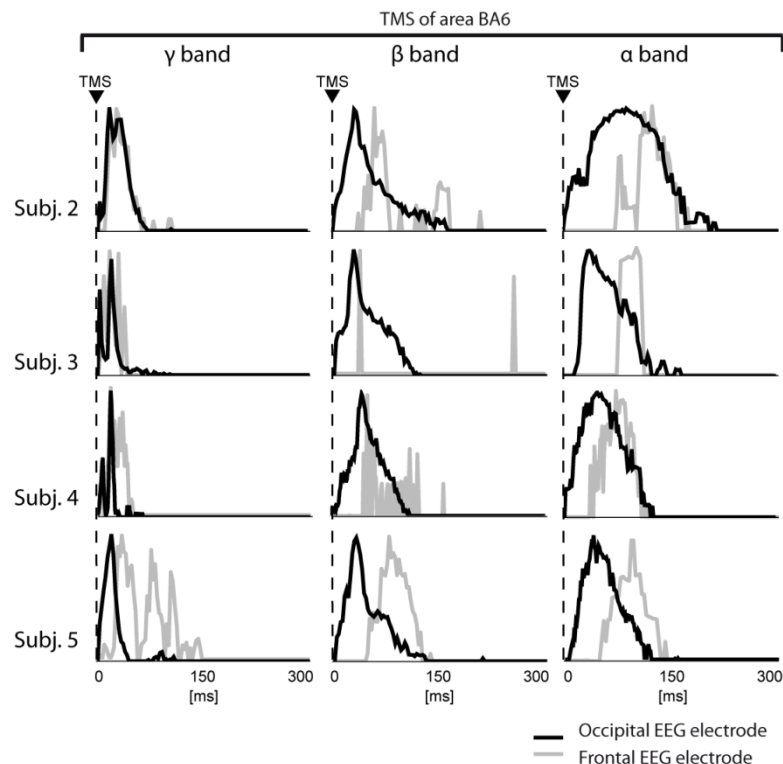 TMS of area BA6
γ band β band α band
TMS TMS TMS
Subj. 2
Subj. 3
Subj. 4
Subj. 5
0 150 300 0 150 300 0 150 300
[ms] [ms] [ms]
Occipital EEG electrode
Frontal EEG electrode